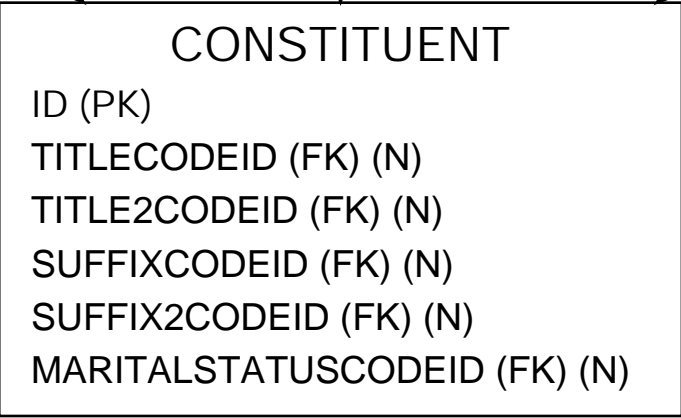 CONSTITUENT
ID (PK)
TITLECODEID (FK) (N)
TITLE2CODEID (FK) (N)
SUFFIXCODEID (FK) (N)
SUFFIX2CODEID (FK) (N)
MARITALSTATUSCODEID (FK) (N)